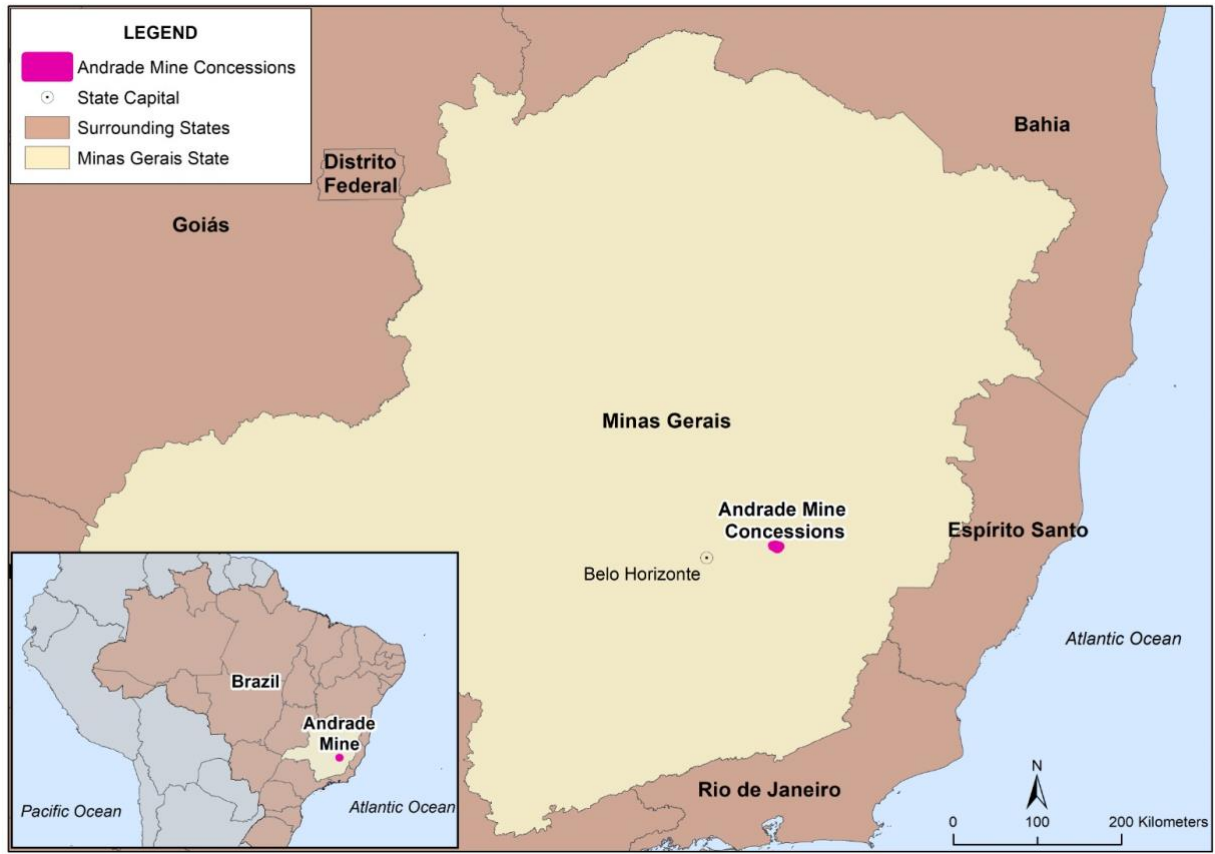 LEGEND
Andrade Mine Concessions
State Capital
Surrounding States
Minas Gerais State
Bahia
Distrito
Federal
Goiás
Minas Gerais
Andrade Mine
Concessions
Espírito Santo
Belo Horizonte
Atlantic Ocean
Brazil
Andrade
Mine
Pacific Ocean
Atlantic Ocean
Rio de Janeiro
N
0 100 200 Kilometers